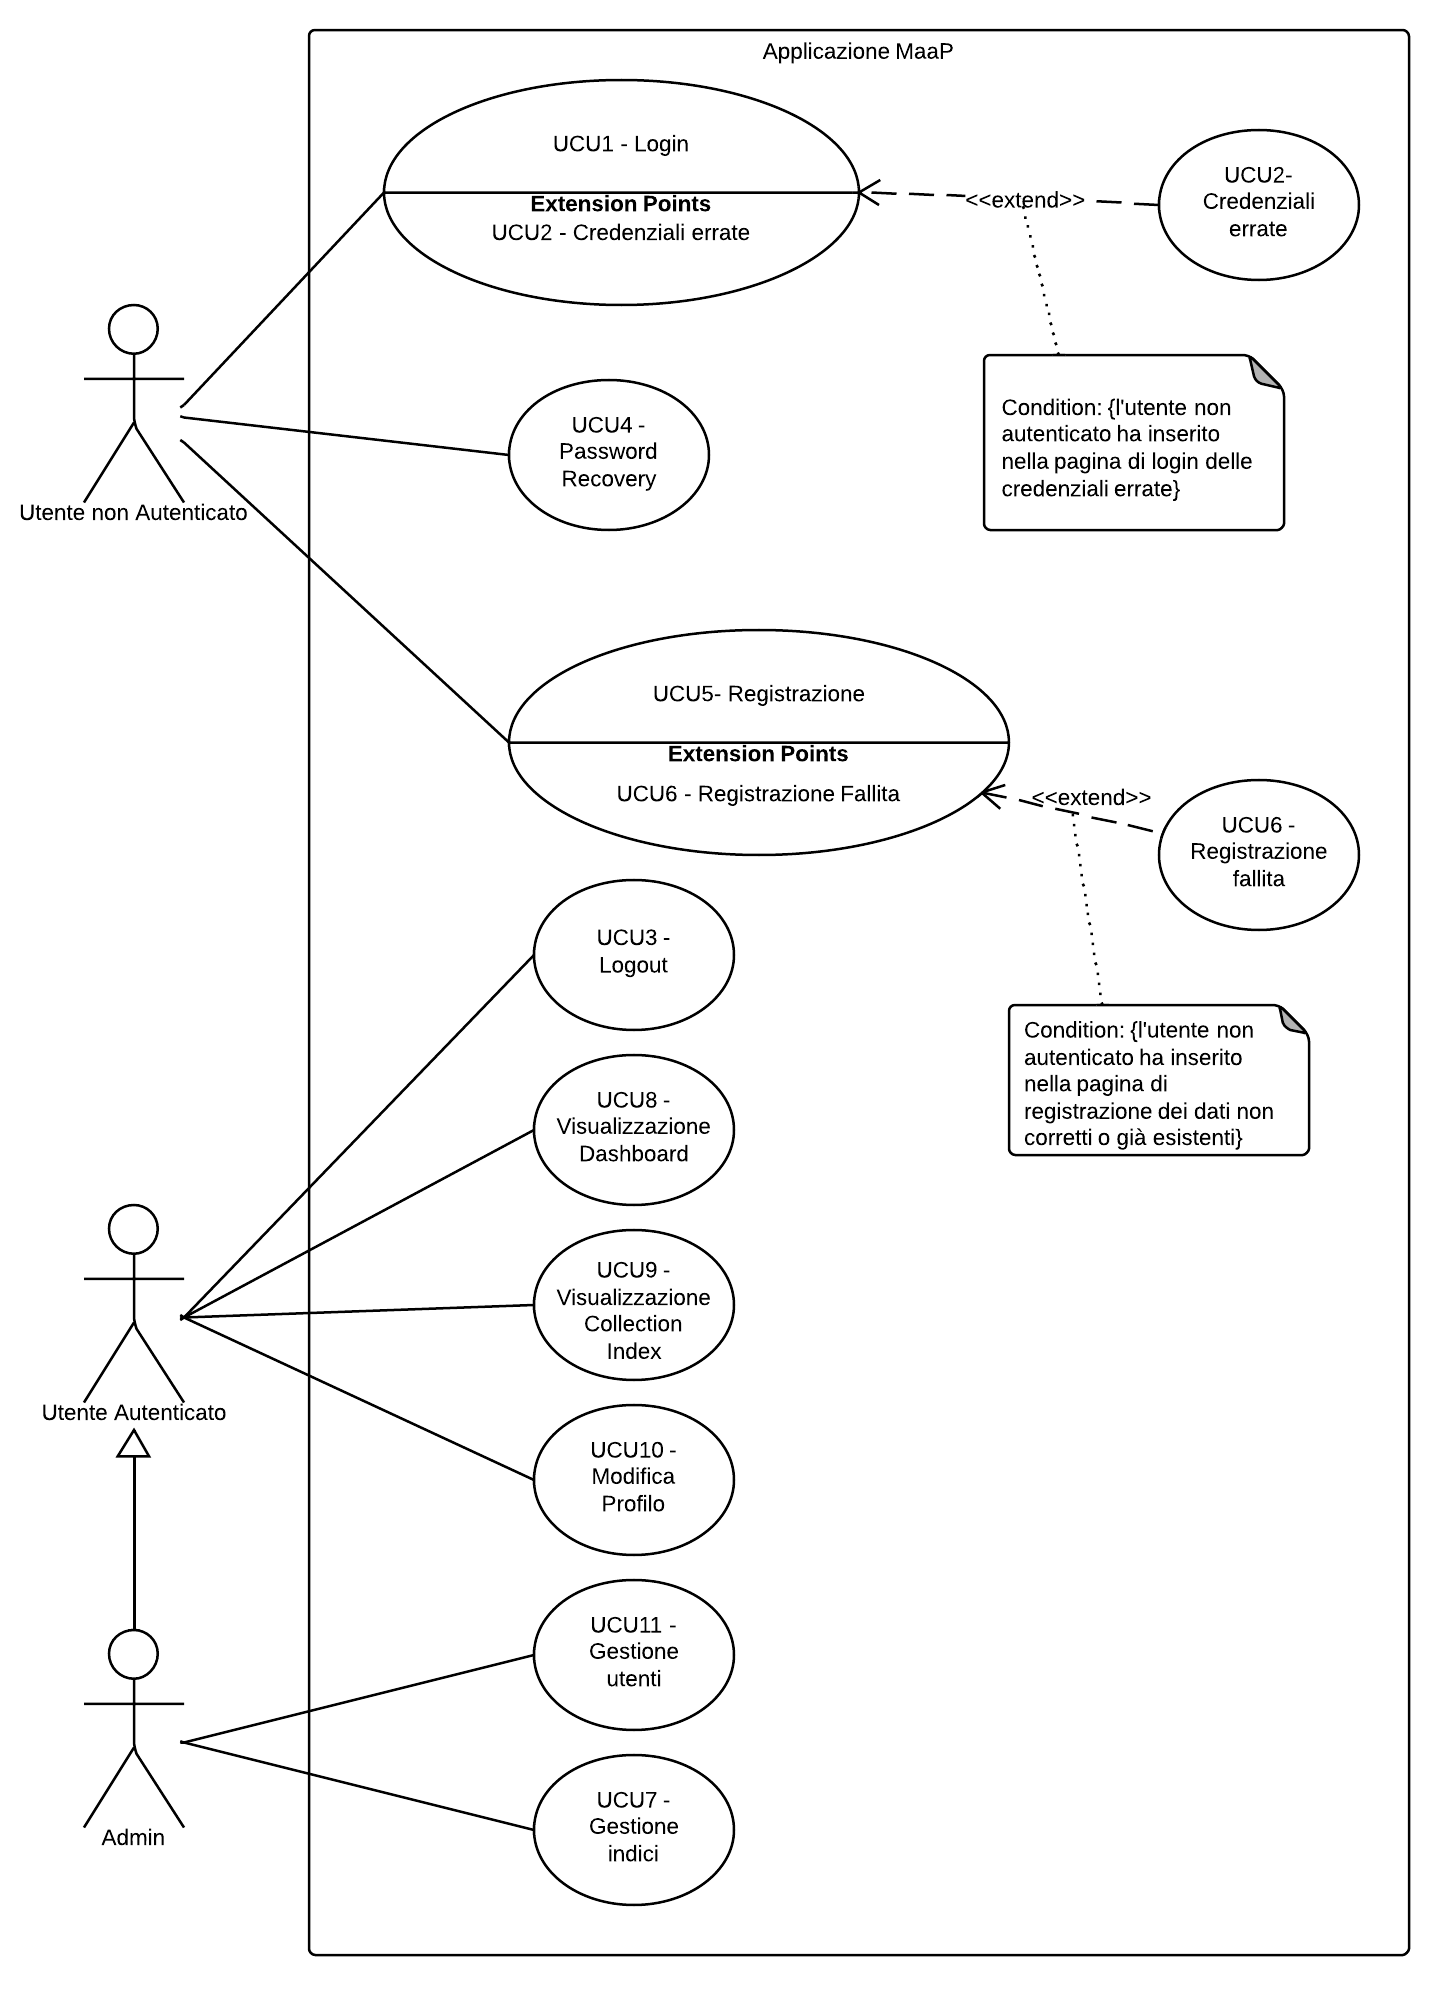 Applicazione MaaP
UCU1 - Login
Extension Points
UCU2 - Credenziali errate
<<extend>>
UCU2-
Credenziali
errate
Condition: {l'utente non
autenticato ha inserito
nella pagina di login delle
credenziali errate}
UCU4 -
Password
Recovery
Utente non Autenticato
UCU5- Registrazione
Extension Points
UCU6 - Registrazione Fallita
<<extend>>
UCU6 -
Registrazione
fallita
Condition: {l'utente non
autenticato ha inserito
nella pagina di
registrazione dei dati non
corretti o già esistenti}
UCU3 -
Logout
UCU8 -
Visualizzazione
Dashboard
UCU9 -
Visualizzazione
Collection
Index
Utente Autenticato
UCU10 -
Modifica
Profilo
UCU11 -
Gestione
utenti
UCU7 -
Gestione
indici
Admin